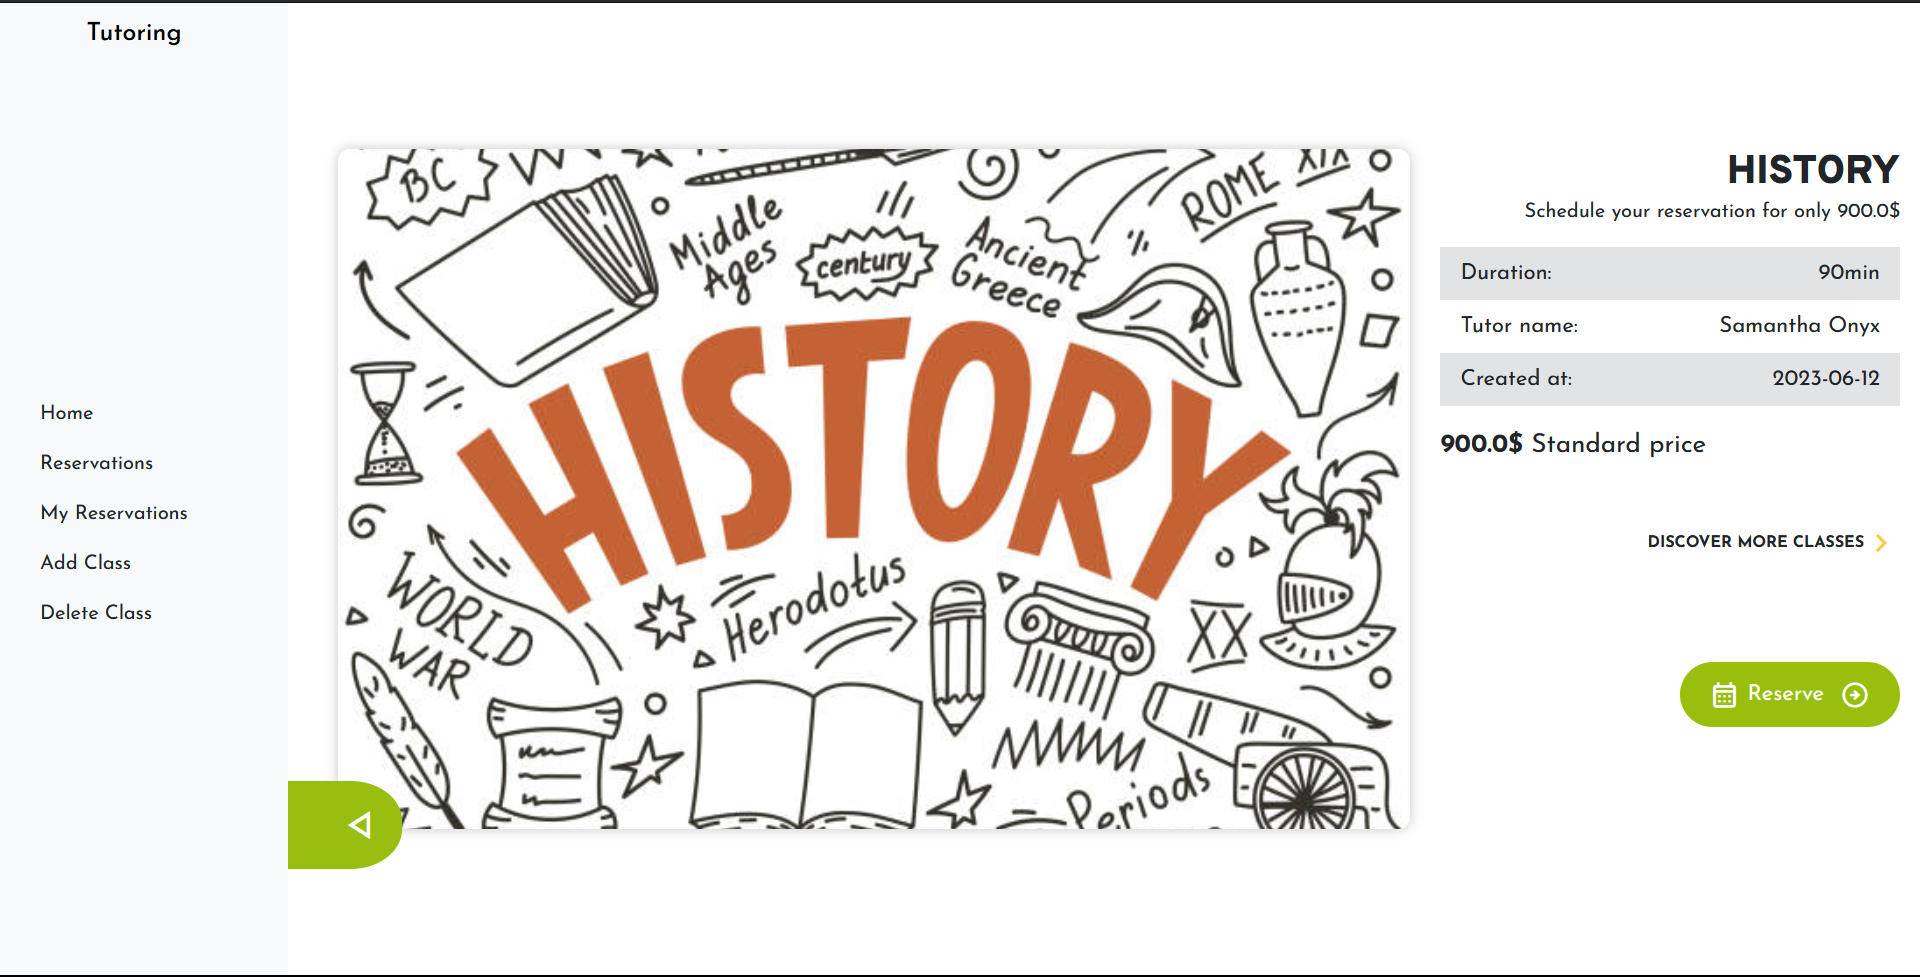 Tutoring
Home
Reservations
My Reservations
Add Class
Delete Class
BC
Middle
Ages
century
Ancient
Greece
ROME
XIX
HISTORY
WORLD
WAR
Herodotus
XX
Periods
HISTORY
Schedule your reservation for only 900.0$
Duration: 90min
Tutor name: Samantha Onyx
Created at: 2023-06-12
900.0$ Standard price
DISCOVER MORE CLASSES
Reserve